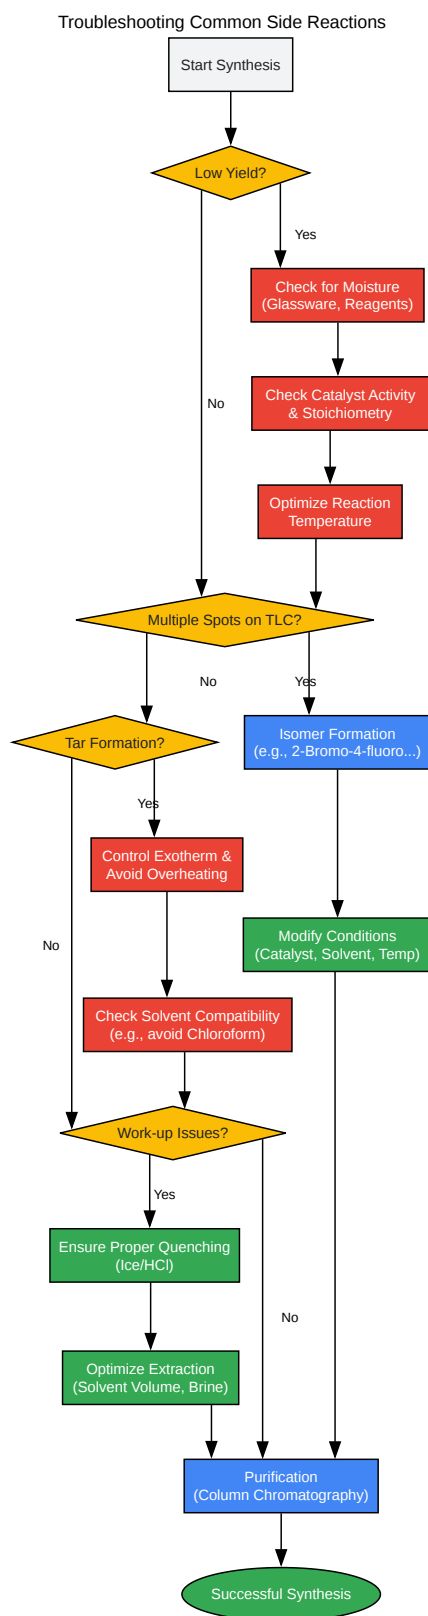 Troubleshooting Common Side Reactions
Start Synthesis
Low Yield?
Yes
Check for Moisture
(Glassware, Reagents)
Check Catalyst Activity
& Stoichiometry
No
Optimize Reaction
Temperature
Multiple Spots on TLC?
No
Yes
Isomer Formation
(e.g., 2-Bromo-4-fluoro...)
Tar Formation?
Yes
Control Exotherm &
Avoid Overheating
No
Modify Conditions
(Catalyst, Solvent, Temp)
Check Solvent Compatibility
(e.g., avoid Chloroform)
Work-up Issues?
Yes
Ensure Proper Quenching
(Ice/HCl)
No
Optimize Extraction
(Solvent Volume, Brine)
Purification
(Column Chromatography)
Successful Synthesis